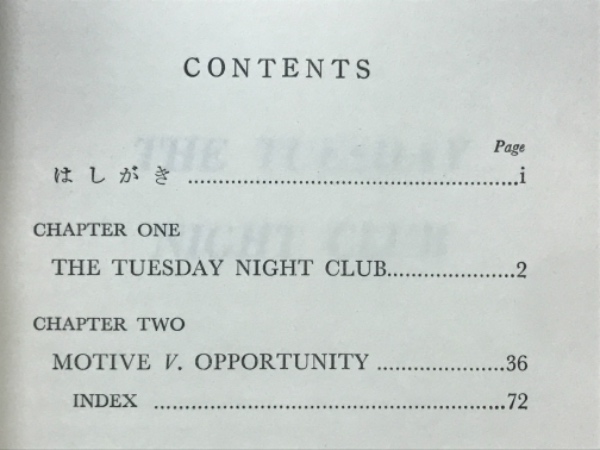 CONTENTS
Page
はしがき ........................................................i
CHAPTER ONE
THE TUESDAY NIGHT CLUB......................2
CHAPTER TWO
MOTIVE V. OPPORTUNITY ......................36
INDEX ......................................................72